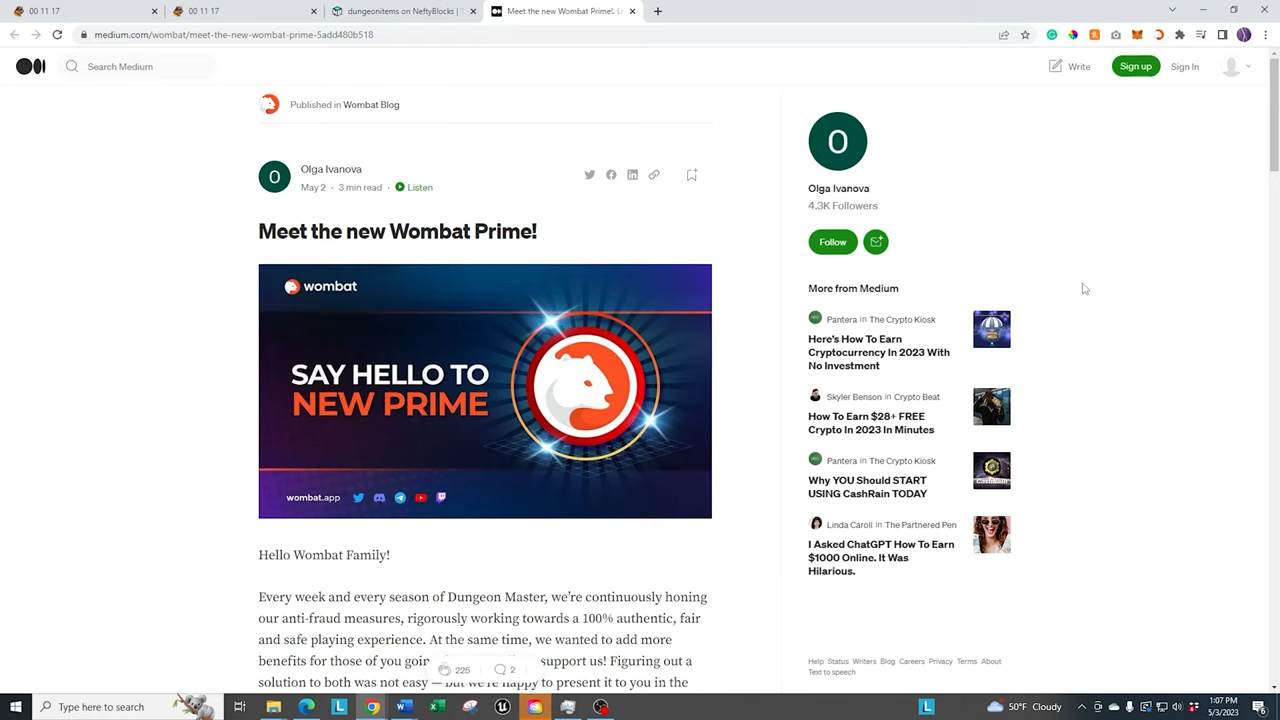 00 11 17
00 11 17
dungeonitems on NeftyBlocks | T
Meet the new Wombat Prime!. Le
medium.com/wombat/meet-the-new-wombat-prime-5add480b518
Search Medium
Write
Sign up
Sign In
Published in Wombat Blog
O
Olga Ivanova
May 2 · 3 min read · Listen
Meet the new Wombat Prime!
wombat
SAY HELLO TO
NEW PRIME
wombat.app
Hello Wombat Family!
Every week and every season of Dungeon Master, we're continuously honing
our anti-fraud measures, rigorously working towards a 100% authentic, fair
and safe playing experience. At the same time, we wanted to add more
benefits for those of you goin
support us! Figuring out a
225
2
solution to both was not easy — but we're happy to present it to you in the
O
Olga Ivanova
4.3K Followers
Follow
More from Medium
Pantera in The Crypto Kiosk
Here's How To Earn
Cryptocurrency In 2023 With
No Investment
Skyler Benson in Crypto Beat
How To Earn $28+ FREE
Crypto In 2023 In Minutes
Pantera in The Crypto Kiosk
Why YOU Should START
USING CashRain TODAY
CashRain
Linda Caroll in The Partnered Pen
I Asked ChatGPT How To Earn
$1000 Online. It Was
Hilarious.
Help Status Writers Blog Careers Privacy Terms About
Text to speech
Type here to search
50°F Cloudy
1:07 PM
5/3/2023